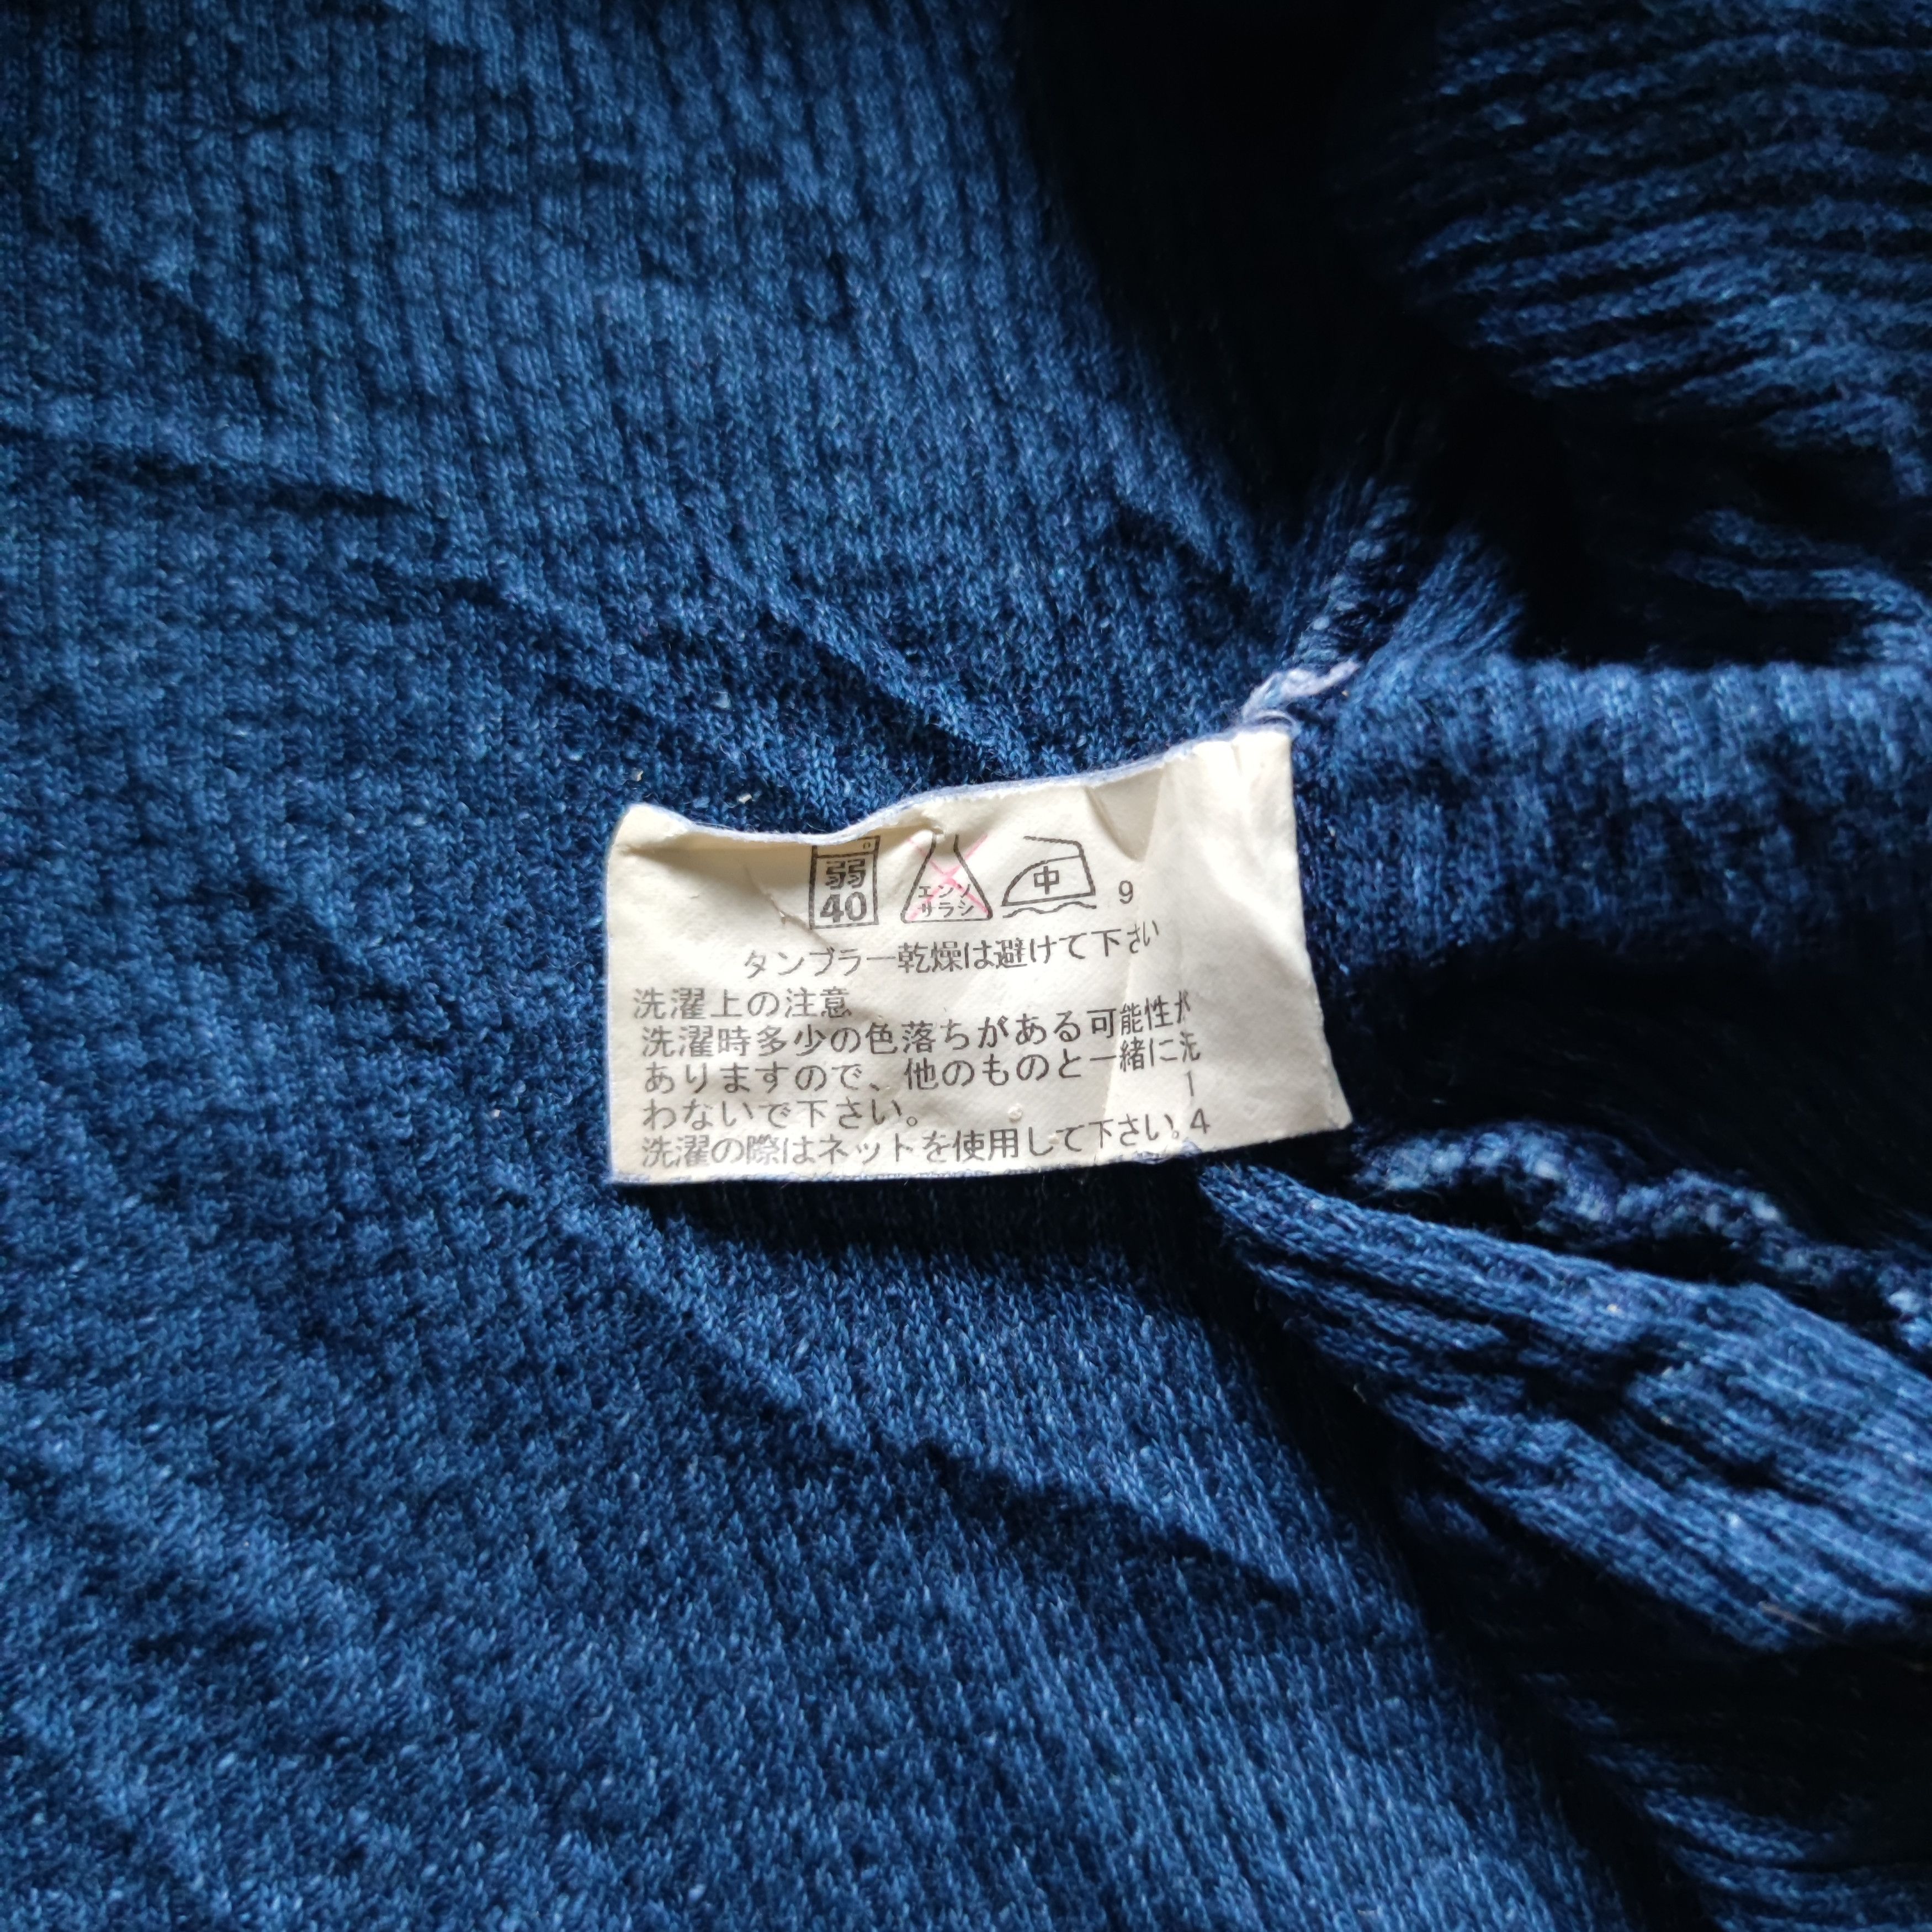 弱
40
エンソ
サラシ
中
9
タンブラー乾燥は避けて下さい
洗濯上の注意
洗濯時多少の色落ちがある可能性が
ありますので、他のものと一緒に洗
わないで下さい。 1
洗濯の際はネットを使用して下さい。4